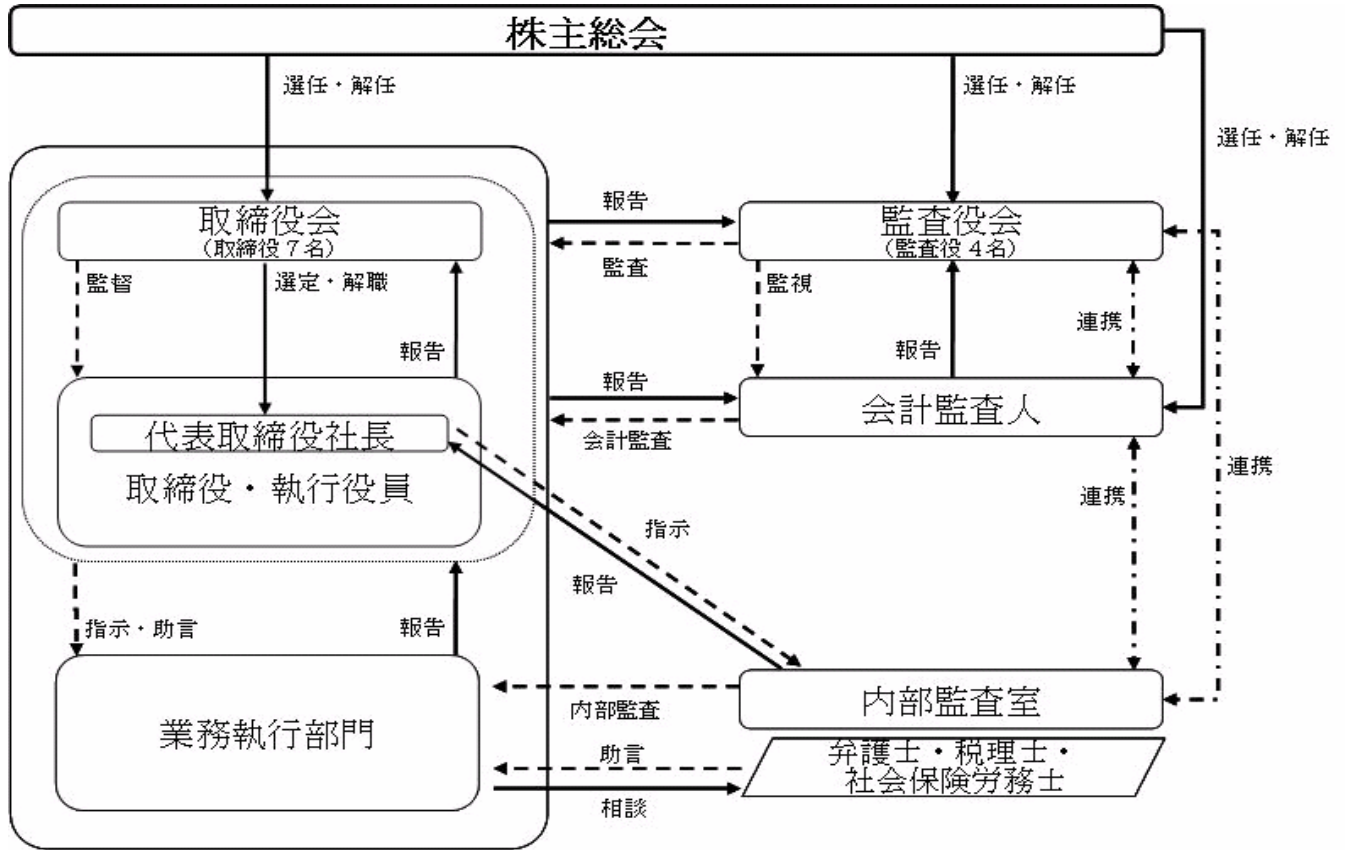 株主総会
選任・解任
選任・解任
選任・解任
取締役会
(取締役7名)
報告
監査
監査役会
(監査役4名)
監督
選定・解職
報告
監視
報告
連携
報告
会計監査
会計監査人
代表取締役社長
取締役・執行役員
連携
連携
指示
報告
指示・助言
報告
内部監査
内部監査室
業務執行部門
助言
相談
弁護士・税理士・
社会保険労務士